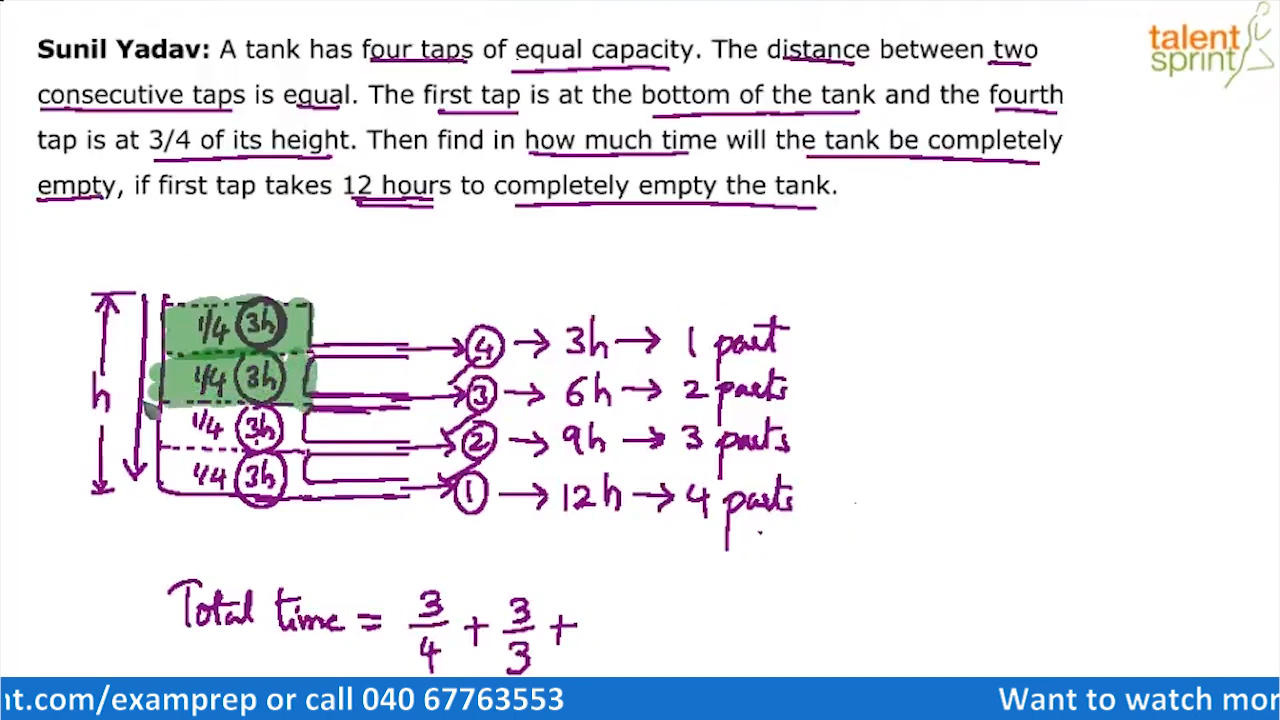 Sunil Yadav: A tank has four taps of equal capacity. The distance between two
talent
sprint
consecutive taps is equal. The first tap is at the bottom of the tank and the fourth
tap is at 3/4 of its height. Then find in how much time will the tank be completely
empty, if first tap takes 12 hours to completely empty the tank.
h
1/4 3h
4 → 3h → 1 part
1/4 3h
3 → 6h → 2 parts
1/4 3h
2 → 9h → 3 parts
1/4 3h
1 → 12h → 4 parts
Total time = 3/4 + 3/3 +
nt.com/examprep or call 040 67763553
Want to watch mor